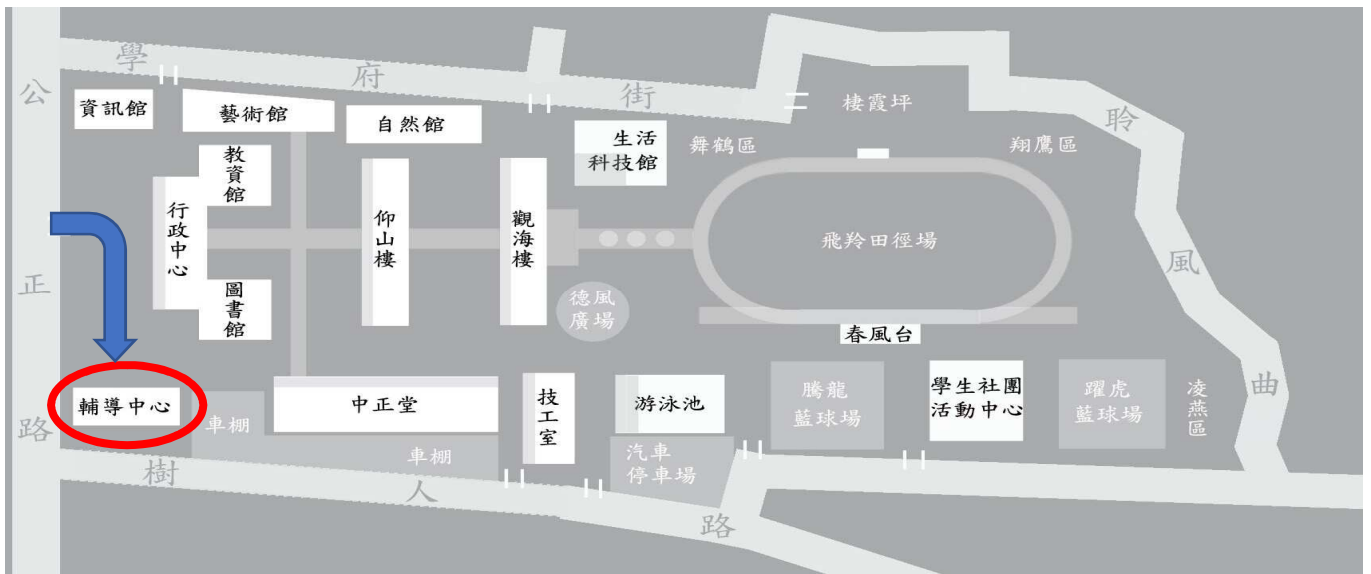 學府街
公正路
資訊館
藝術館
自然館
生活
科技館
舞鶴區
棲霞坪
翔鷹區
聆風曲
教資館
行政中心
圖書館
仰山樓
觀海樓
飛羚田徑場
德風
廣場
春風台
輔導中心
車棚
中正堂
車棚
技工室
游泳池
汽車
停車場
騰龍
籃球場
學生社團
活動中心
躍虎
籃球場
凌燕區
樹人路